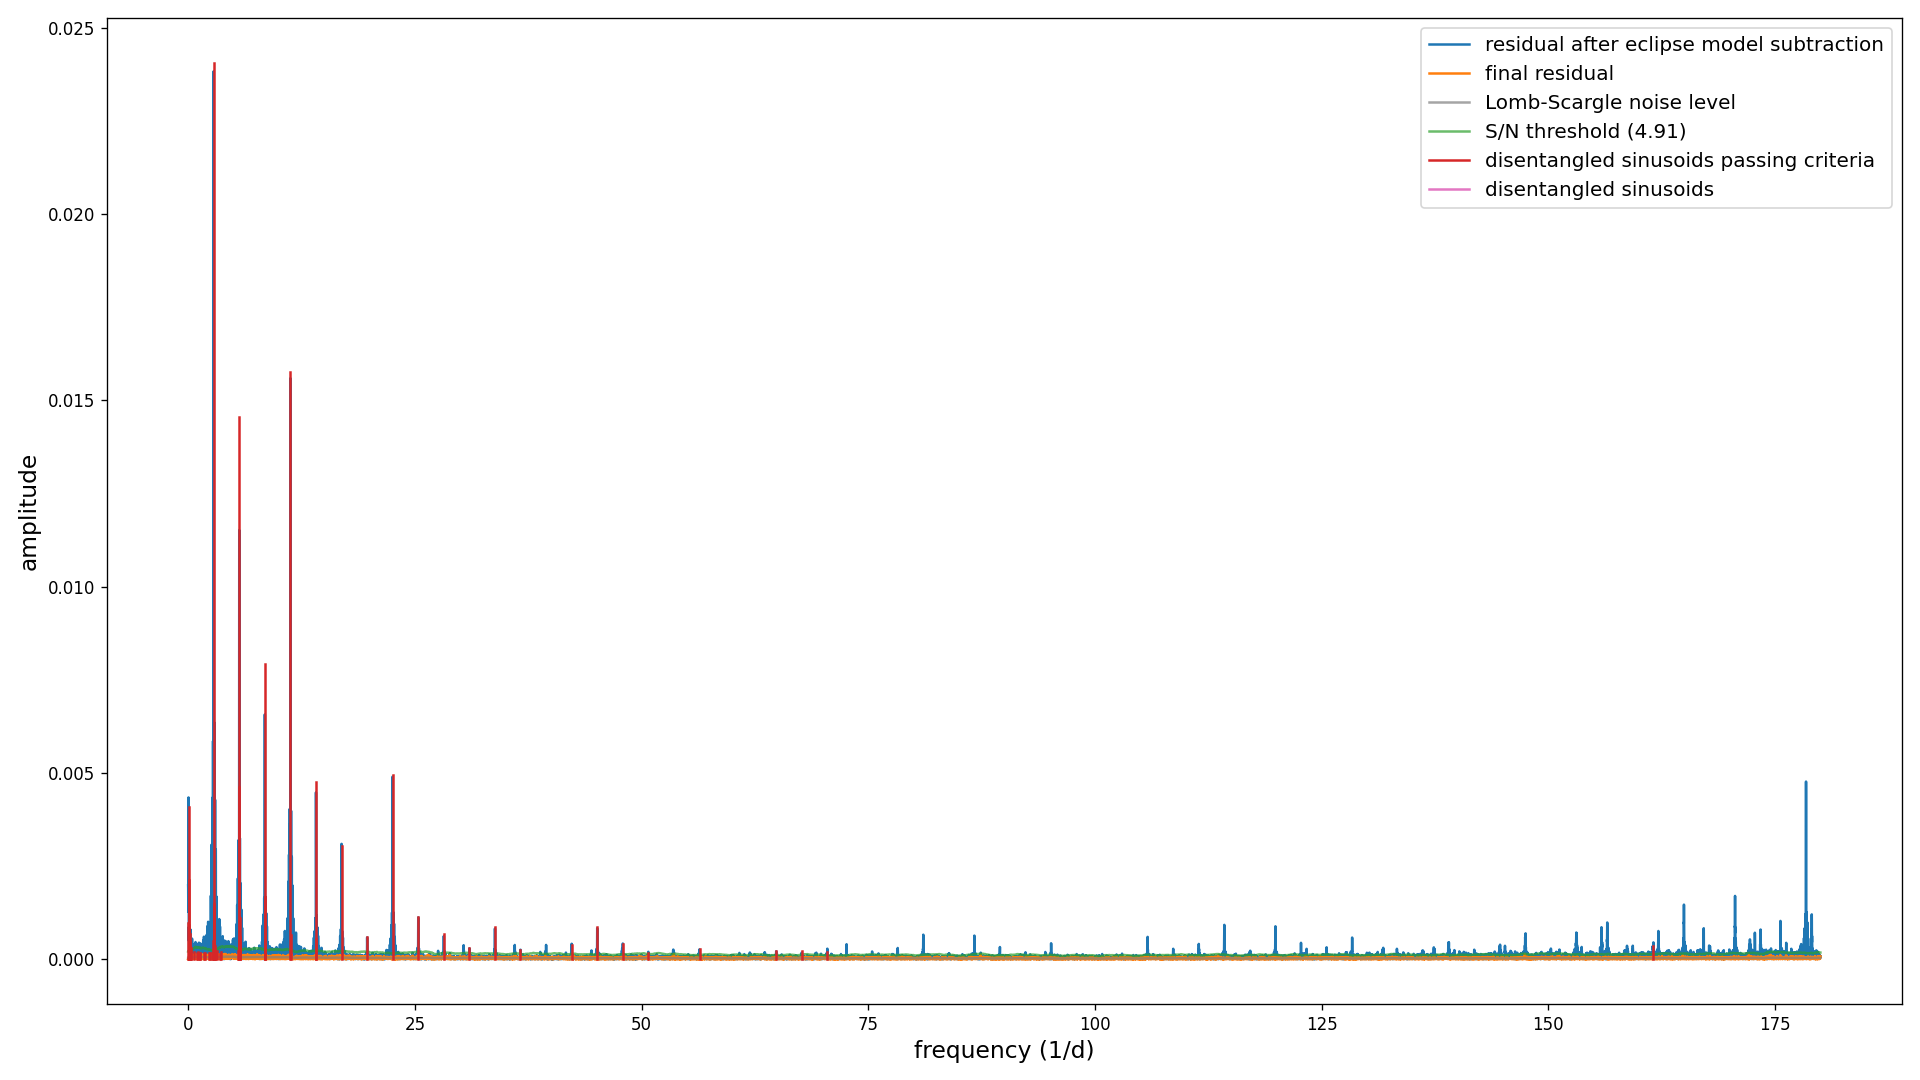 0.025
0.020
0.015
0.010
0.005
0.000
amplitude
residual after eclipse model subtraction
final residual
Lomb-Scargle noise level
S/N threshold (4.91)
disentangled sinusoids passing criteria
disentangled sinusoids
0 25 50 75 100 125 150 175
frequency (1/d)